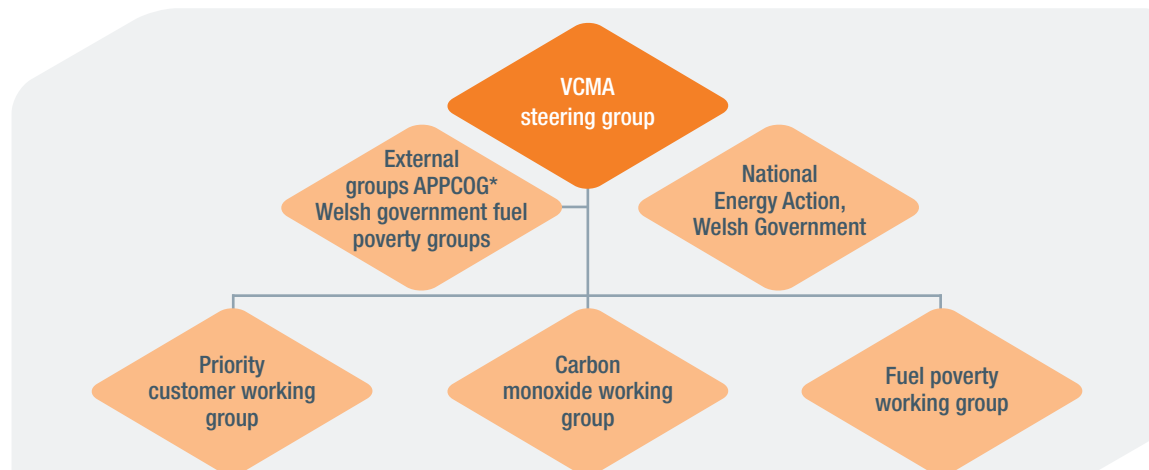 VCMA
steering group
External
groups APPCOG*
Welsh government fuel
poverty groups
National
Energy Action,
Welsh Government
Priority
customer working
group
Carbon
monoxide working
group
Fuel poverty
working group